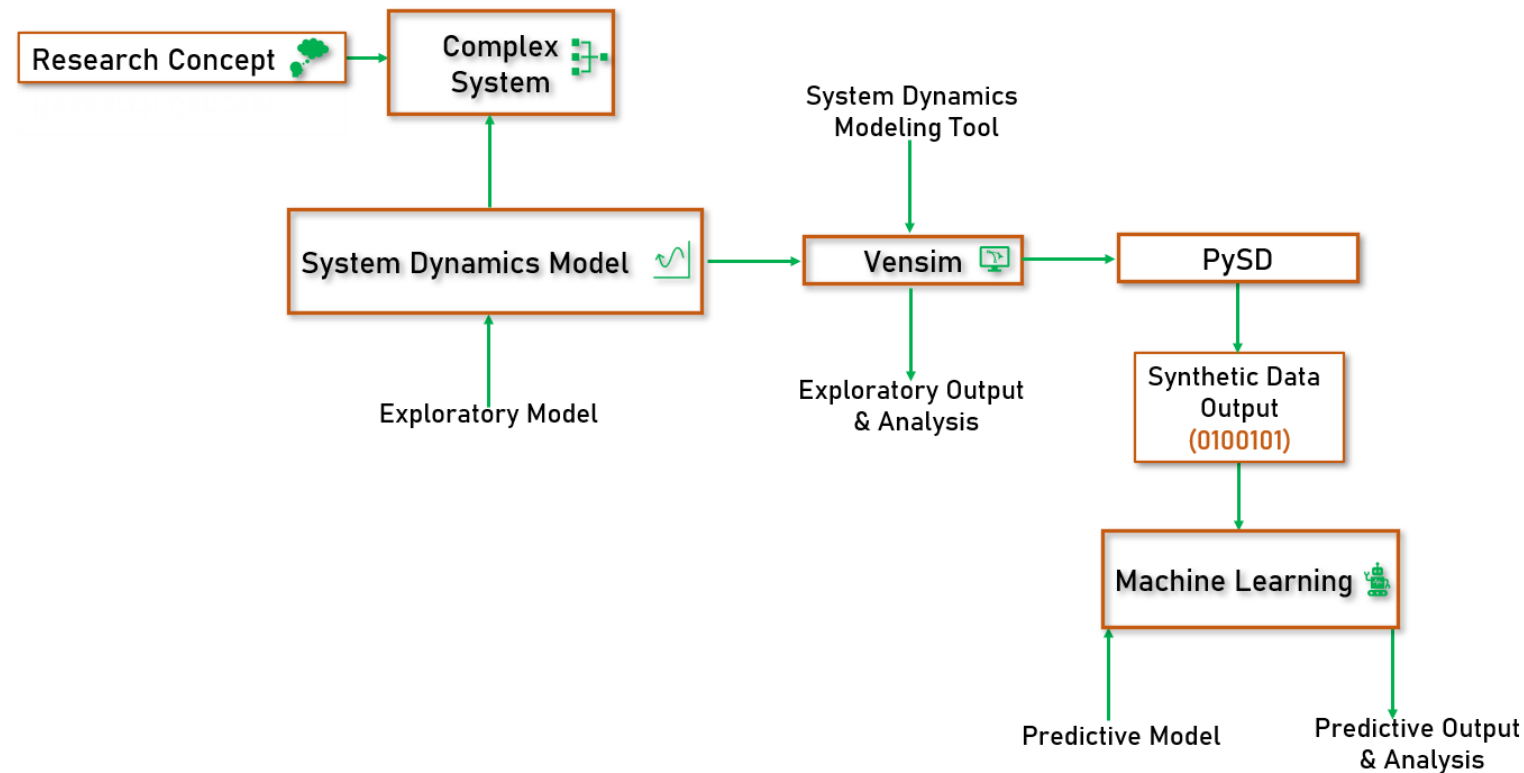 Research Concept
Complex
System
System Dynamics
Modeling Tool
System Dynamics Model
Vensim
PySD
Exploratory Model
Exploratory Output
& Analysis
Synthetic Data
Output
(0100101)
Machine Learning
Predictive Model
Predictive Output
& Analysis